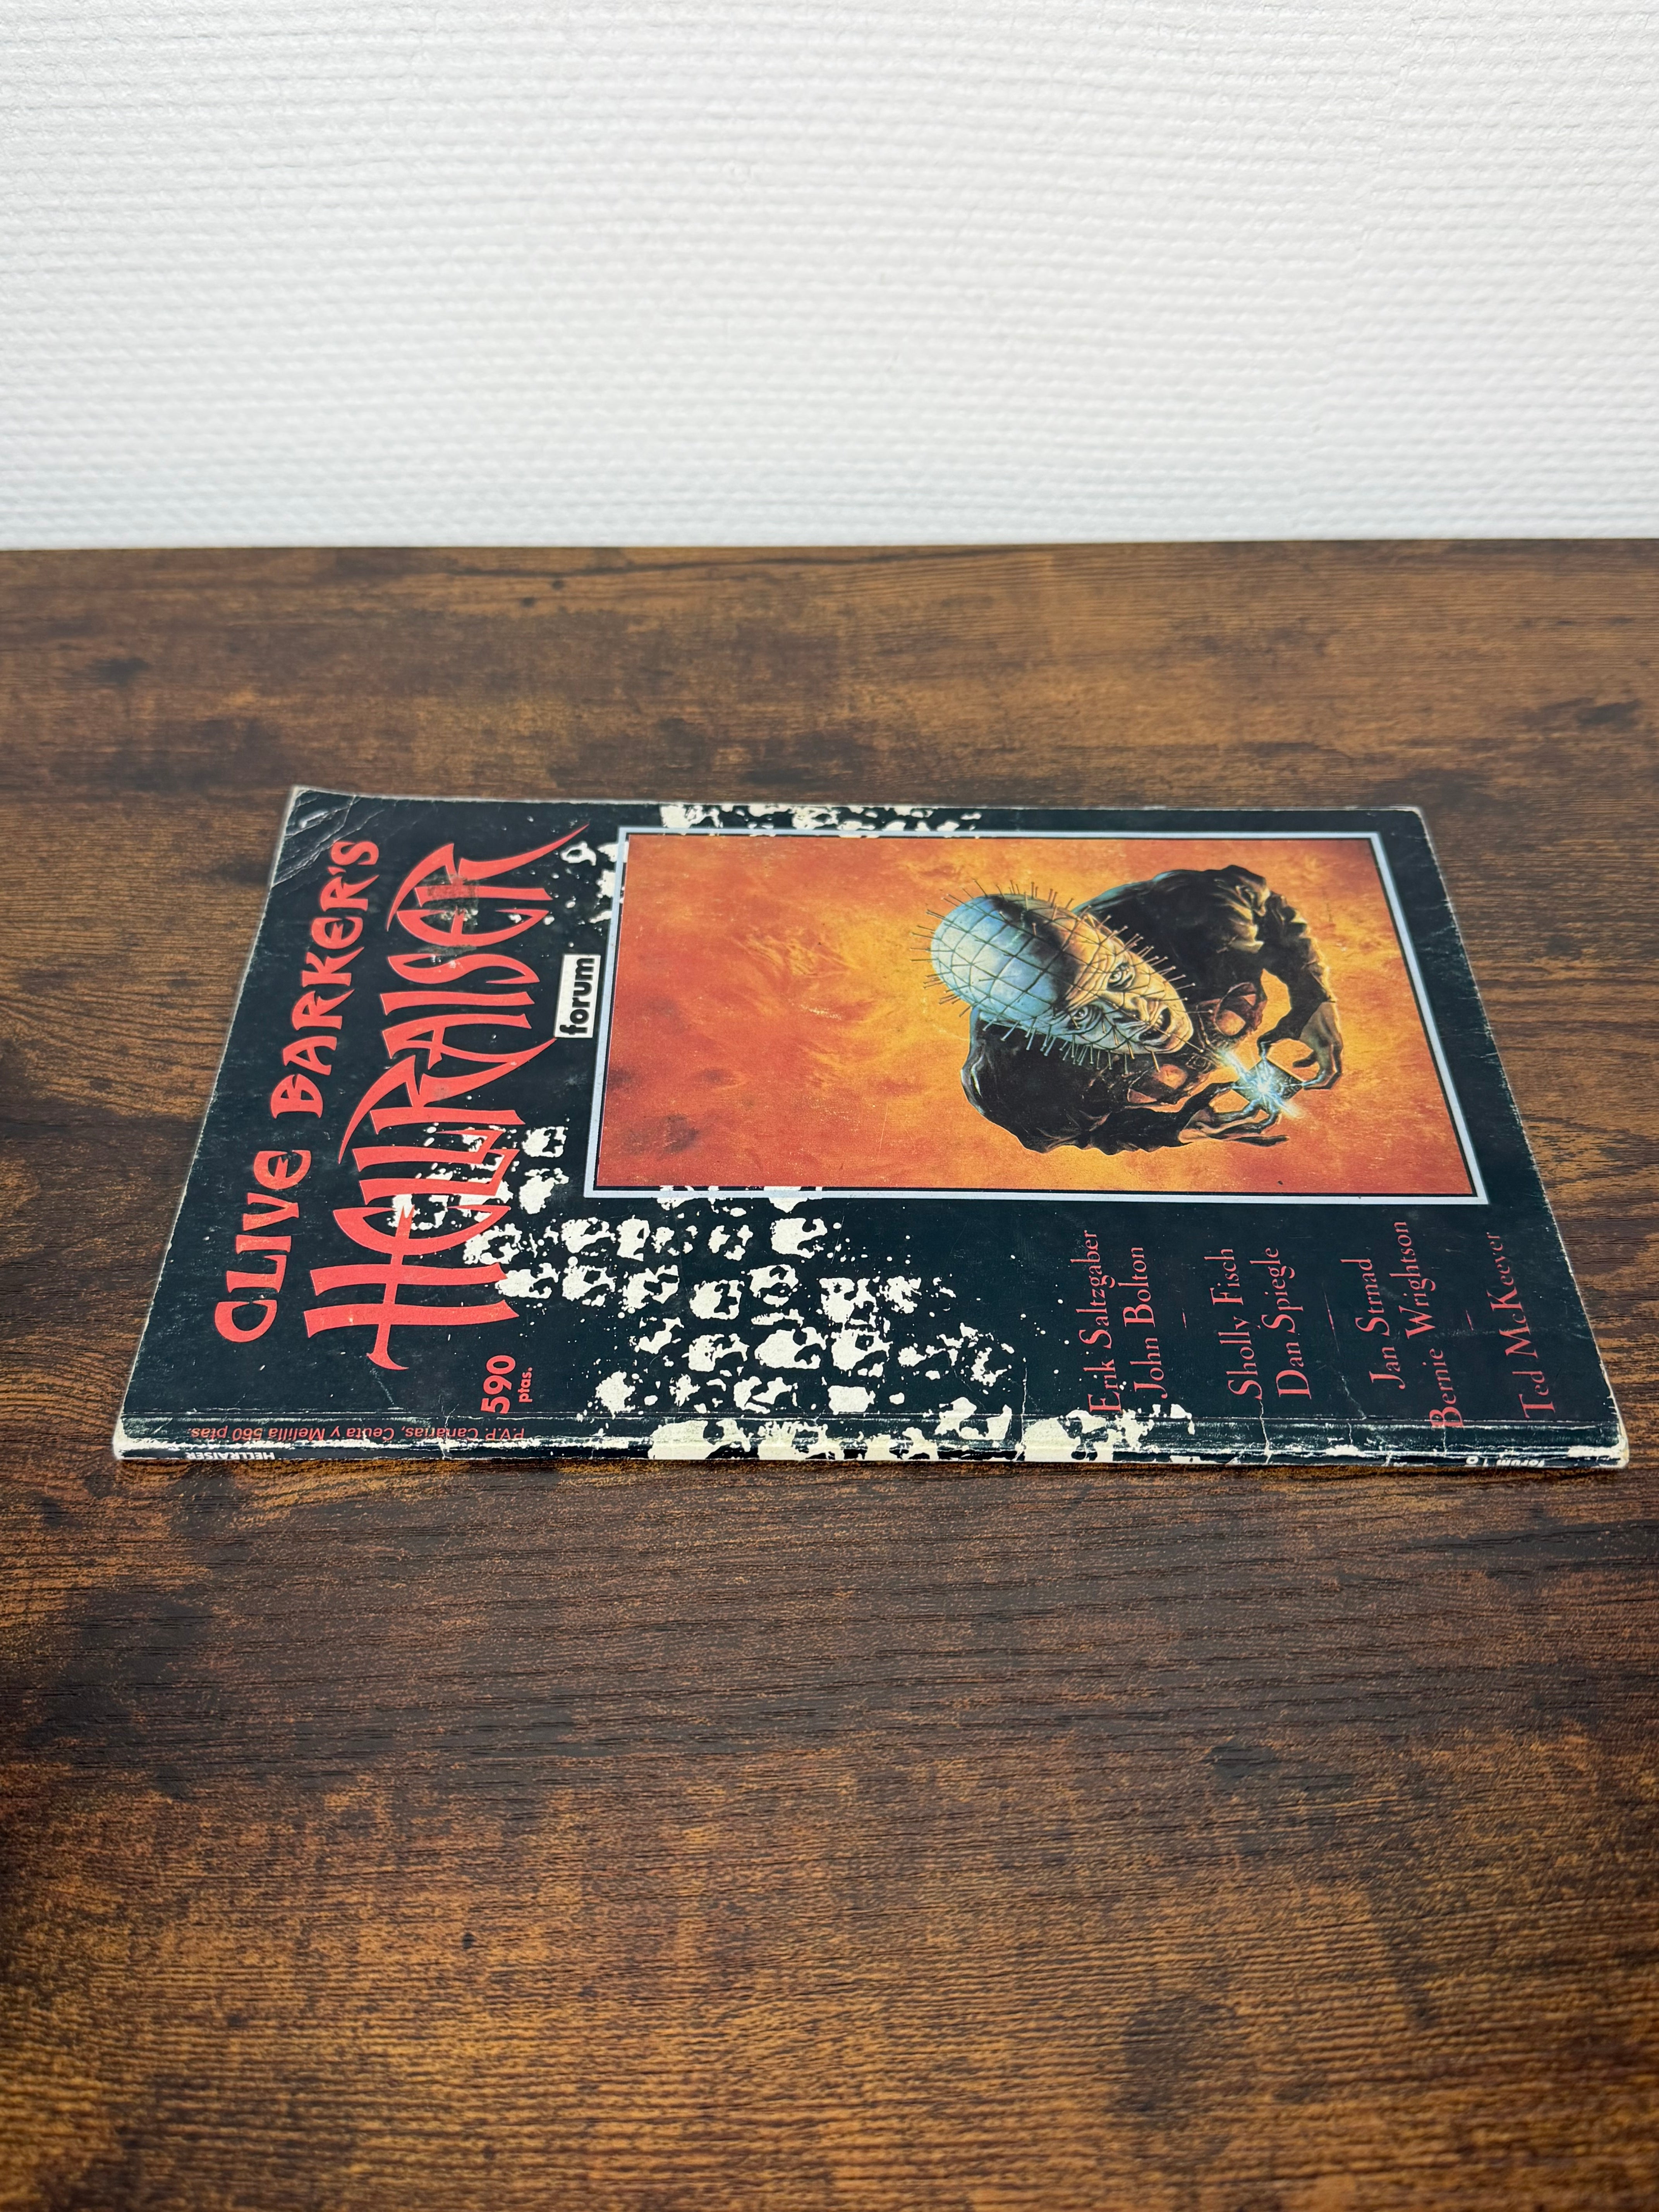 CLIVE BARKER'S
HELLRAISER
forum
590
ptas.
P.V.P. Canarias, Ceuta y Melilla 560 ptas.
Erik Saltzgaber
John Bolton
Sholly Fisch
Dan Spiegle
Jan Strnad
Bernie Wrightson
Ted McKeever
HELLRAISER
forum